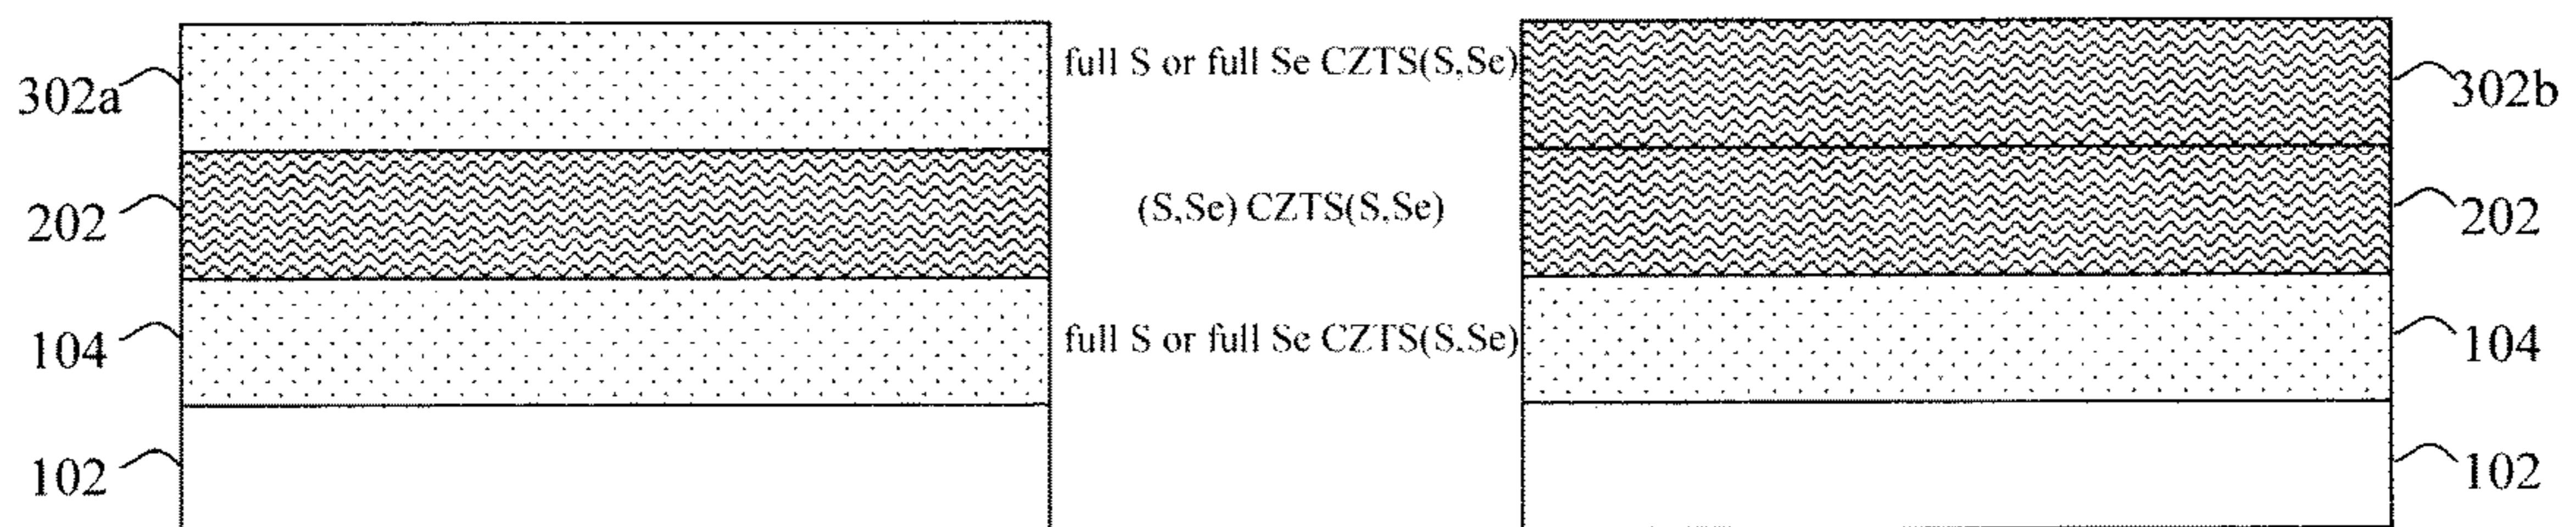 302a full S or full Se CZTS(S,Se) 302b
202 (S,Se) CZTS(S,Se) 202
104 full S or full Se CZTS(S,Se) 104
102 102